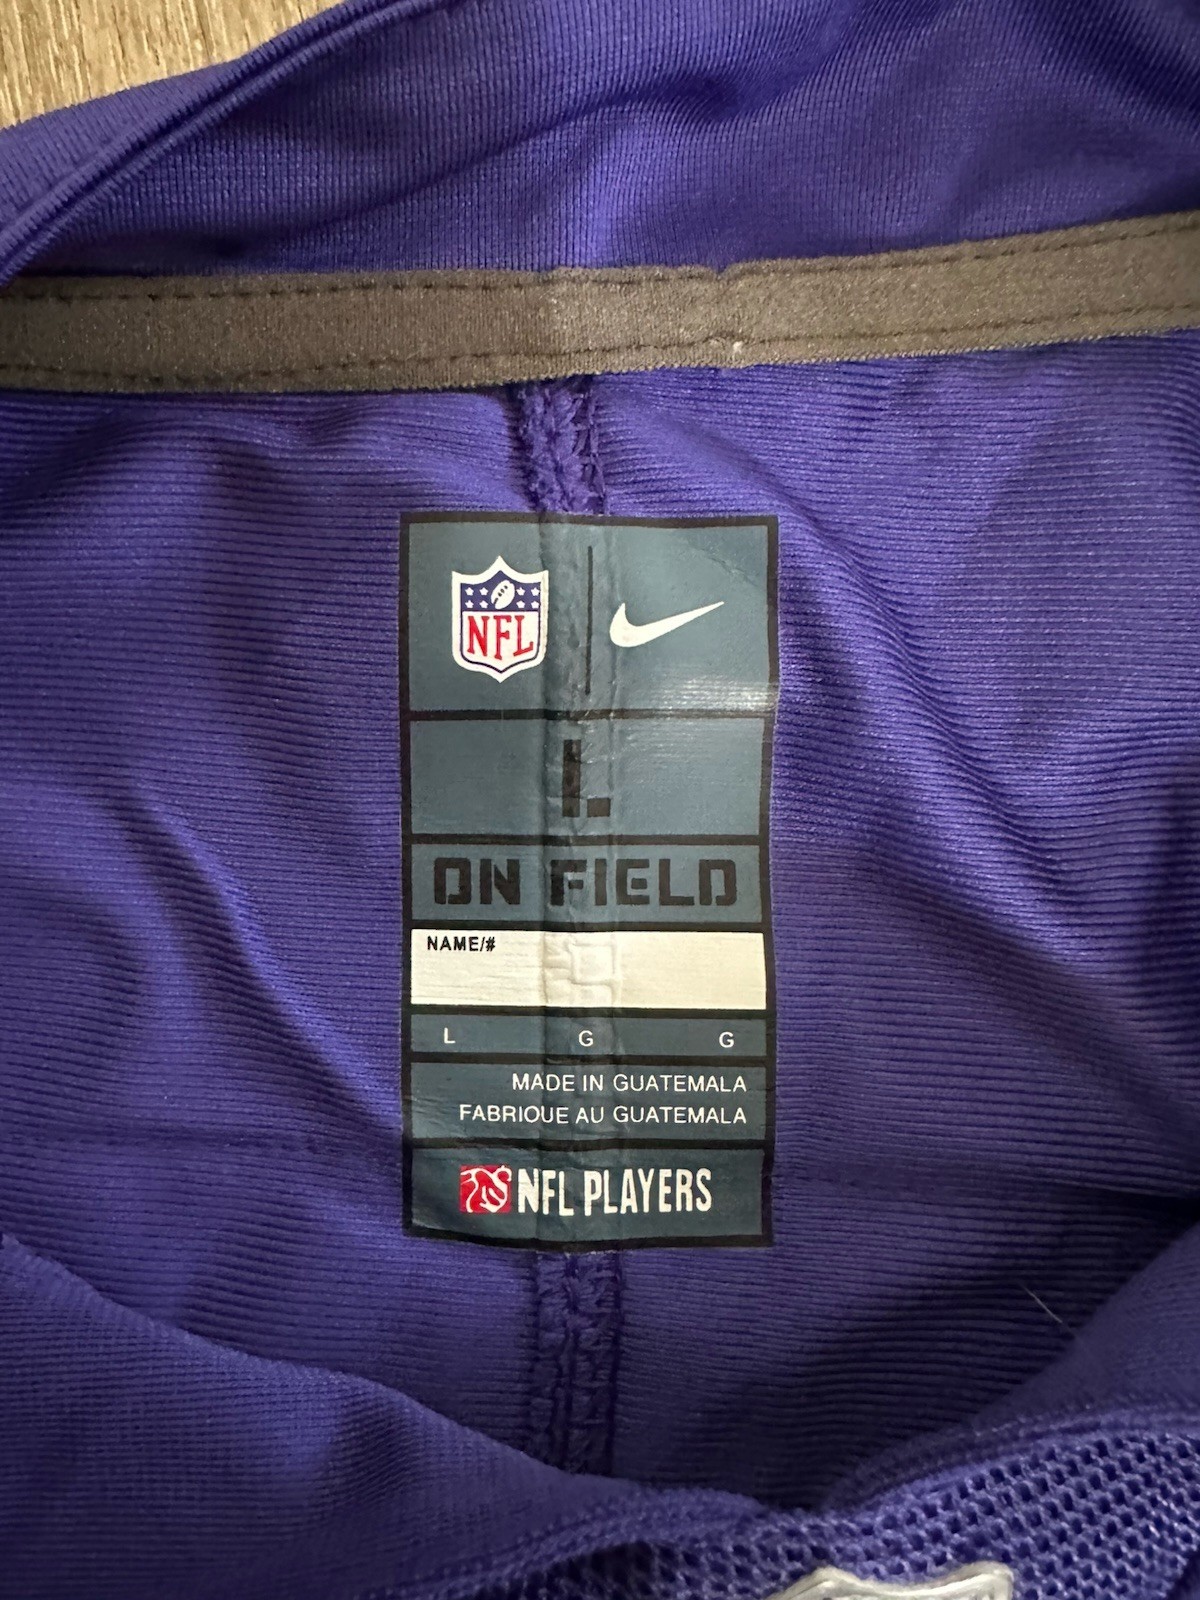 NFL
L
ON FIELD
NAME/#
L G G
MADE IN GUATEMALA
FABRIQUE AU GUATEMALA
NFL PLAYERS